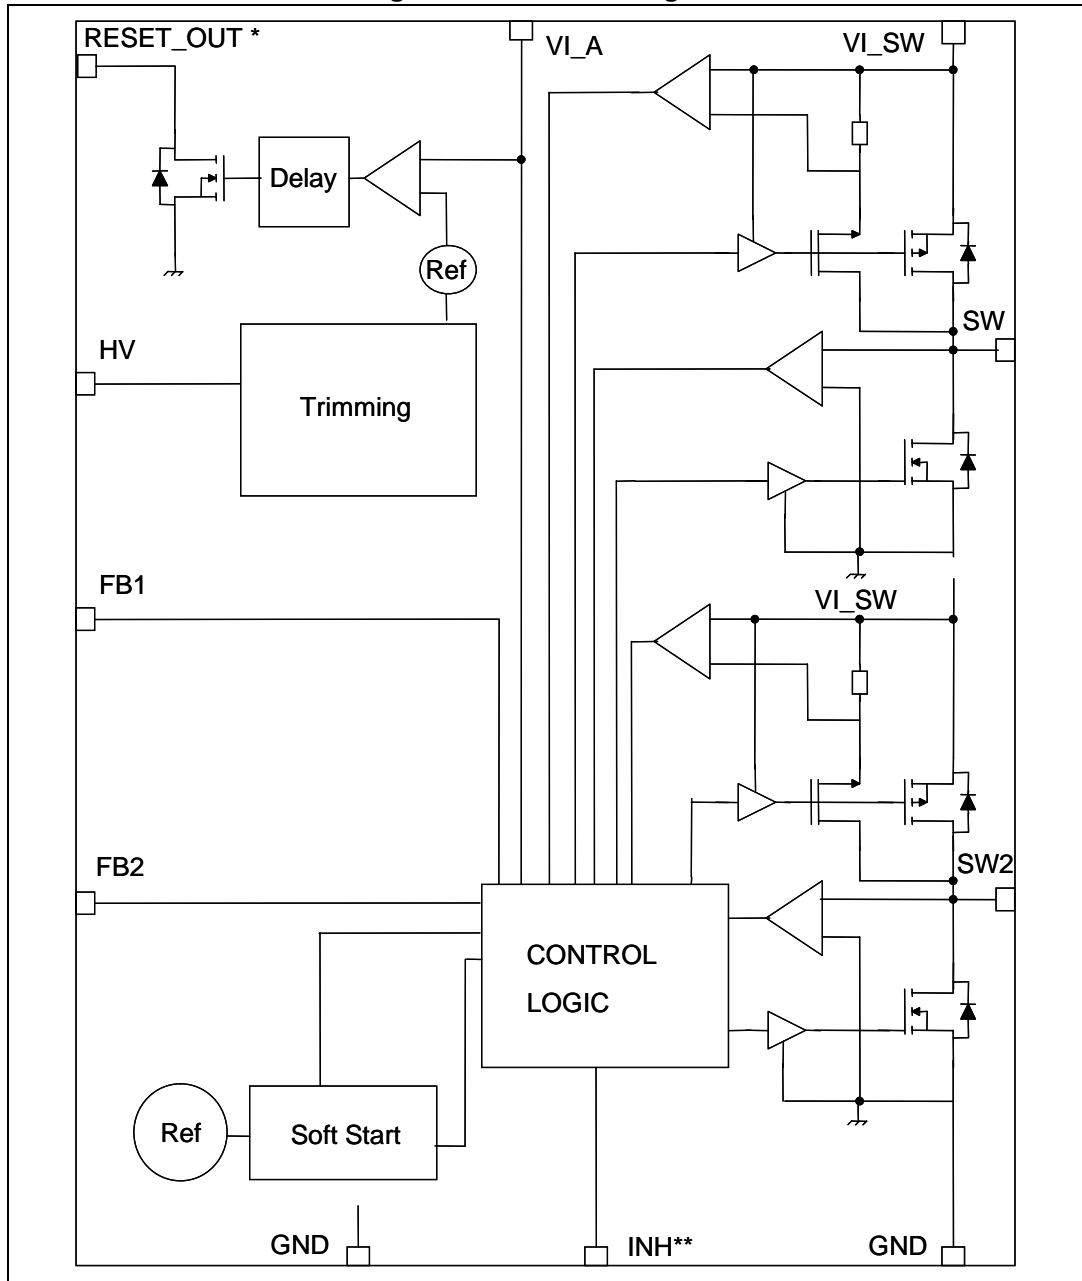 RESET_OUT *
VI_A
VI_SW
Delay
Ref
HV
SW
Trimming
FB1
VI_SW
FB2
SW2
CONTROL
LOGIC
Ref
Soft Start
GND
INH**
GND